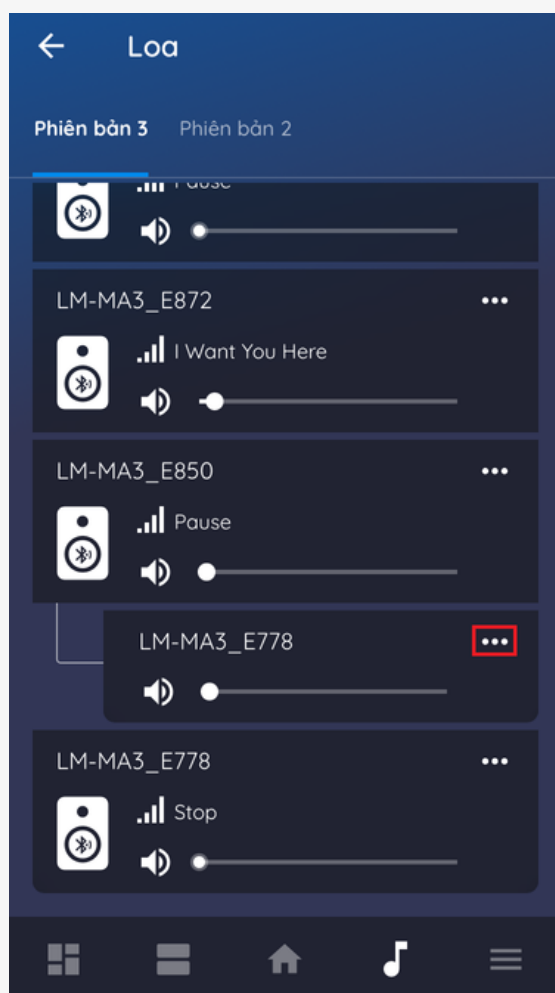 Loa
Phiên bản 3 Phiên bản 2
Pause
LM-MA3_E872
I Want You Here
LM-MA3_E850
Pause
LM-MA3_E778
LM-MA3_E778
Stop